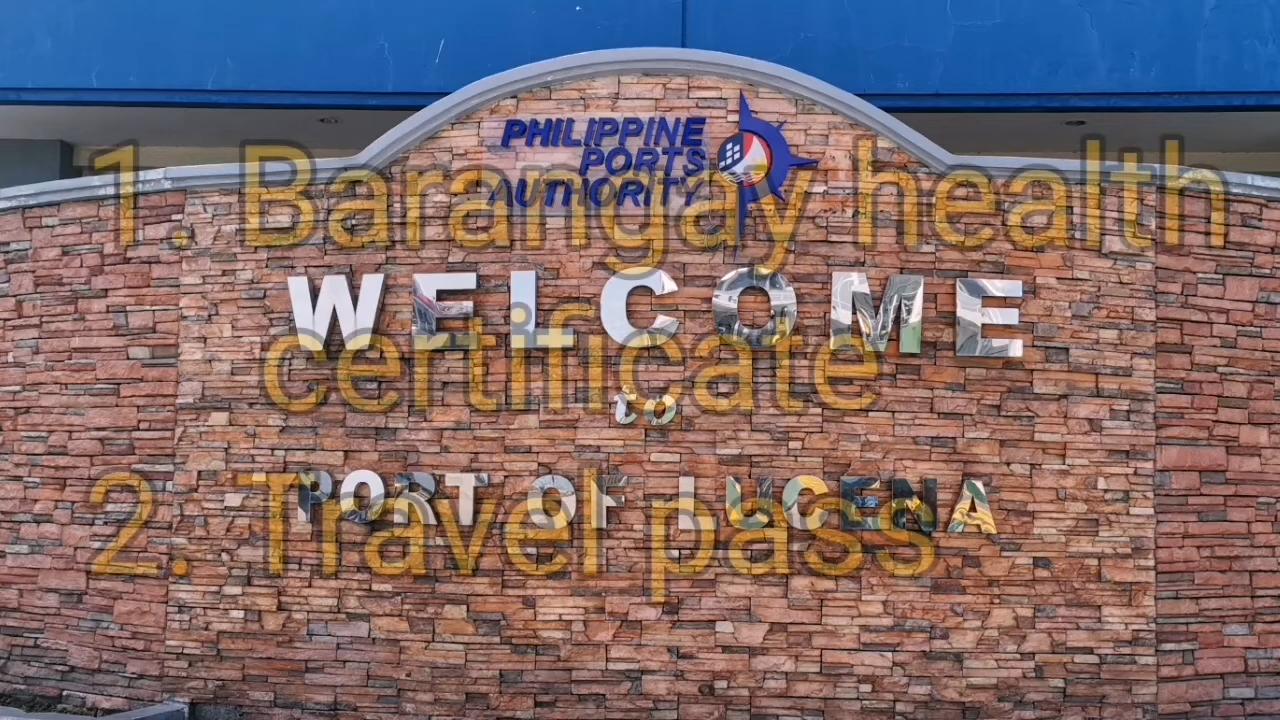 PHILIPPINE
PORTS
AUTHORITY
WELCOME
to
PORT OF LUCENA
1. Barangay health
certificate
2. Travel pass